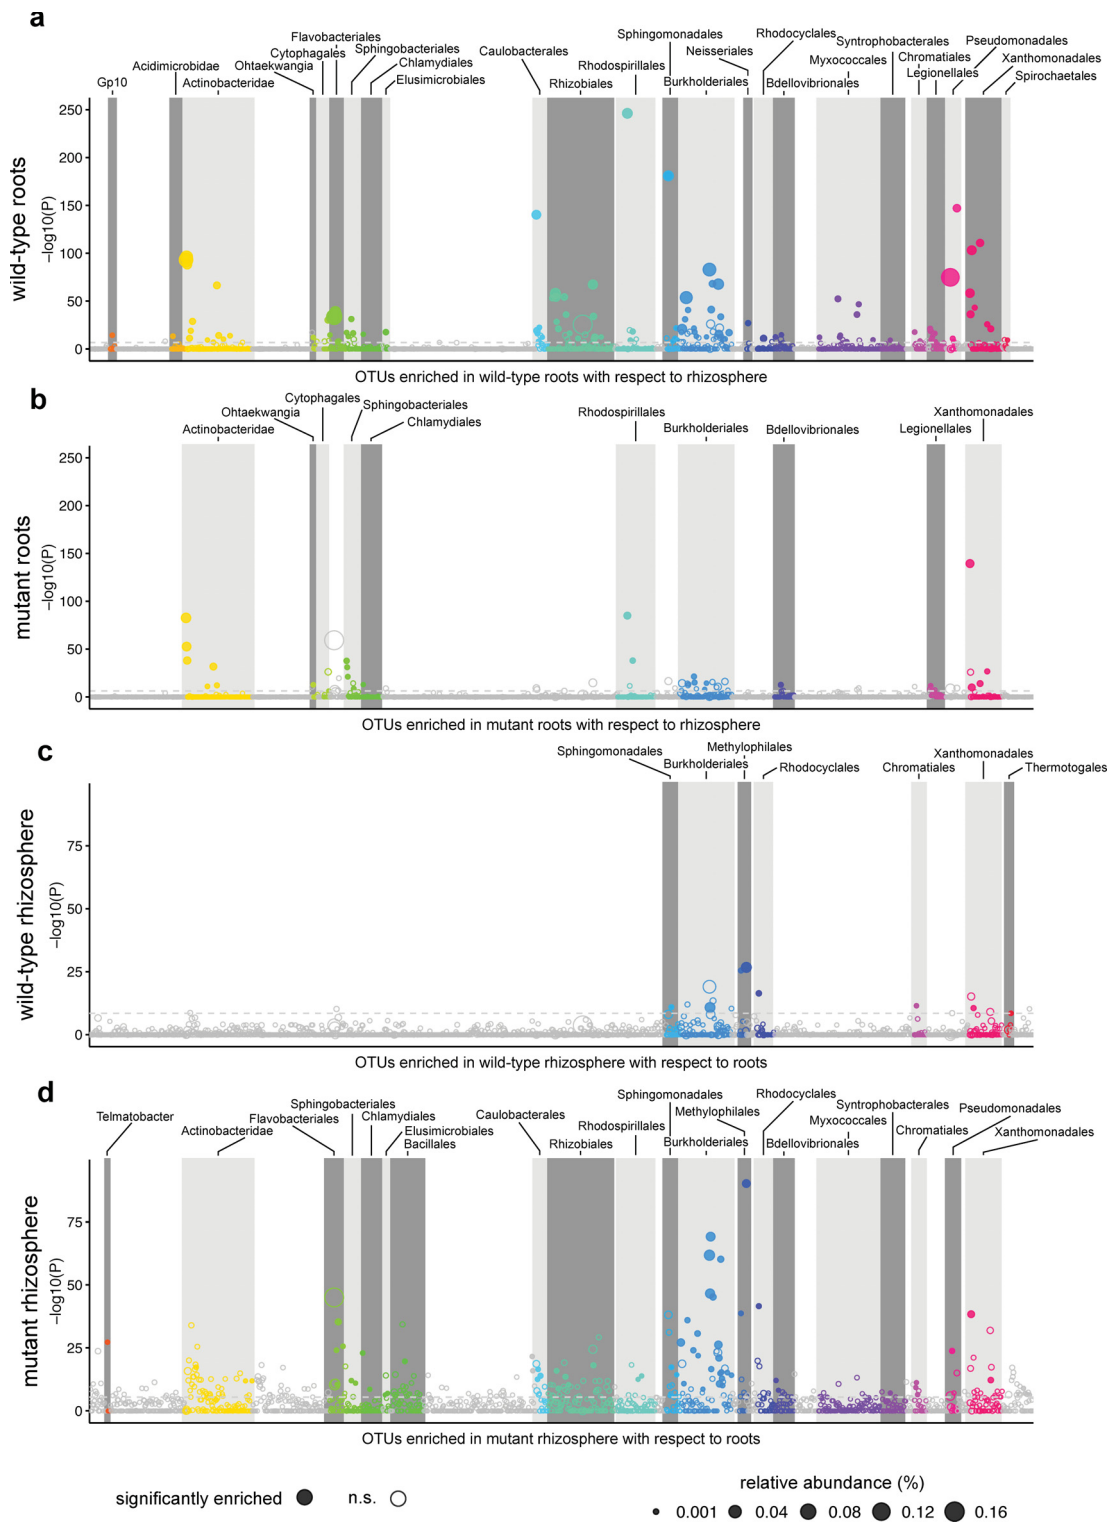 a
Sphingomonadales
Rhodocyclales
Flavobacteriales
Syntrophobacterales
Pseudomonadales
Cytophagales
Sphingobacteriales
Caulobacterales
Neisseriales
Myxococcales
Chromatiales
Xanthomonadales
Acidimicrobidae
Ohtaekwangia
Chlamydiales
Rhodospirillales
Legionellales
Gp10
Actinobacteridae
Elusimicrobiales
Rhizobiales
Burkholderiales
Bdellovibrionales
Spirochaetales
wild-type roots
−log10(P)
250
200
150
100
50
0
OTUs enriched in wild-type roots with respect to rhizosphere
b
Cytophagales
Sphingobacteriales
Ohtaekwangia
Rhodospirillales
Xanthomonadales
Actinobacteridae
Chlamydiales
Burkholderiales
Bdellovibrionales
Legionellales
mutant roots
−log10(P)
250
200
150
100
50
0
OTUs enriched in mutant roots with respect to rhizosphere
c
Sphingomonadales
Methylophilales
Xanthomonadales
Burkholderiales
Rhodocyclales
Chromatiales
Thermotogales
wild-type rhizosphere
−log10(P)
75
50
25
0
OTUs enriched in wild-type rhizosphere with respect to roots
d
Sphingomonadales
Rhodocyclales
Sphingobacteriales
Syntrophobacterales
Telmatobacter
Flavobacteriales
Chlamydiales
Caulobacterales
Methylophilales
Myxococcales
Pseudomonadales
Actinobacteridae
Elusimicrobiales
Rhodospirillales
Chromatiales
Xanthomonadales
Bacillales
Rhizobiales
Burkholderiales
Bdellovibrionales
mutant rhizosphere
−log10(P)
75
50
25
0
OTUs enriched in mutant rhizosphere with respect to roots
significantly enriched
n.s.
relative abundance (%)
0.001
0.04
0.08
0.12
0.16